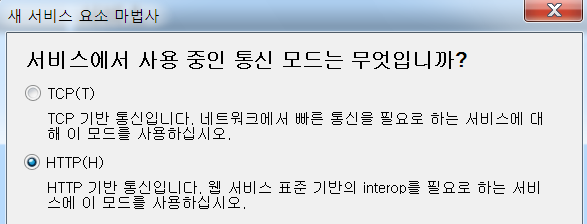 새 서비스 요소 마법사
서비스에서 사용 중인 통신 모드는 무엇입니까?
TCP(T)
TCP 기반 통신입니다. 네트워크에서 빠른 통신을 필요로 하는 서비스에 대
해 이 모드를 사용하십시오.
HTTP(H)
HTTP 기반 통신입니다. 웹 서비스 표준 기반의 interop를 필요로 하는 서비
스에 이 모드를 사용하십시오.